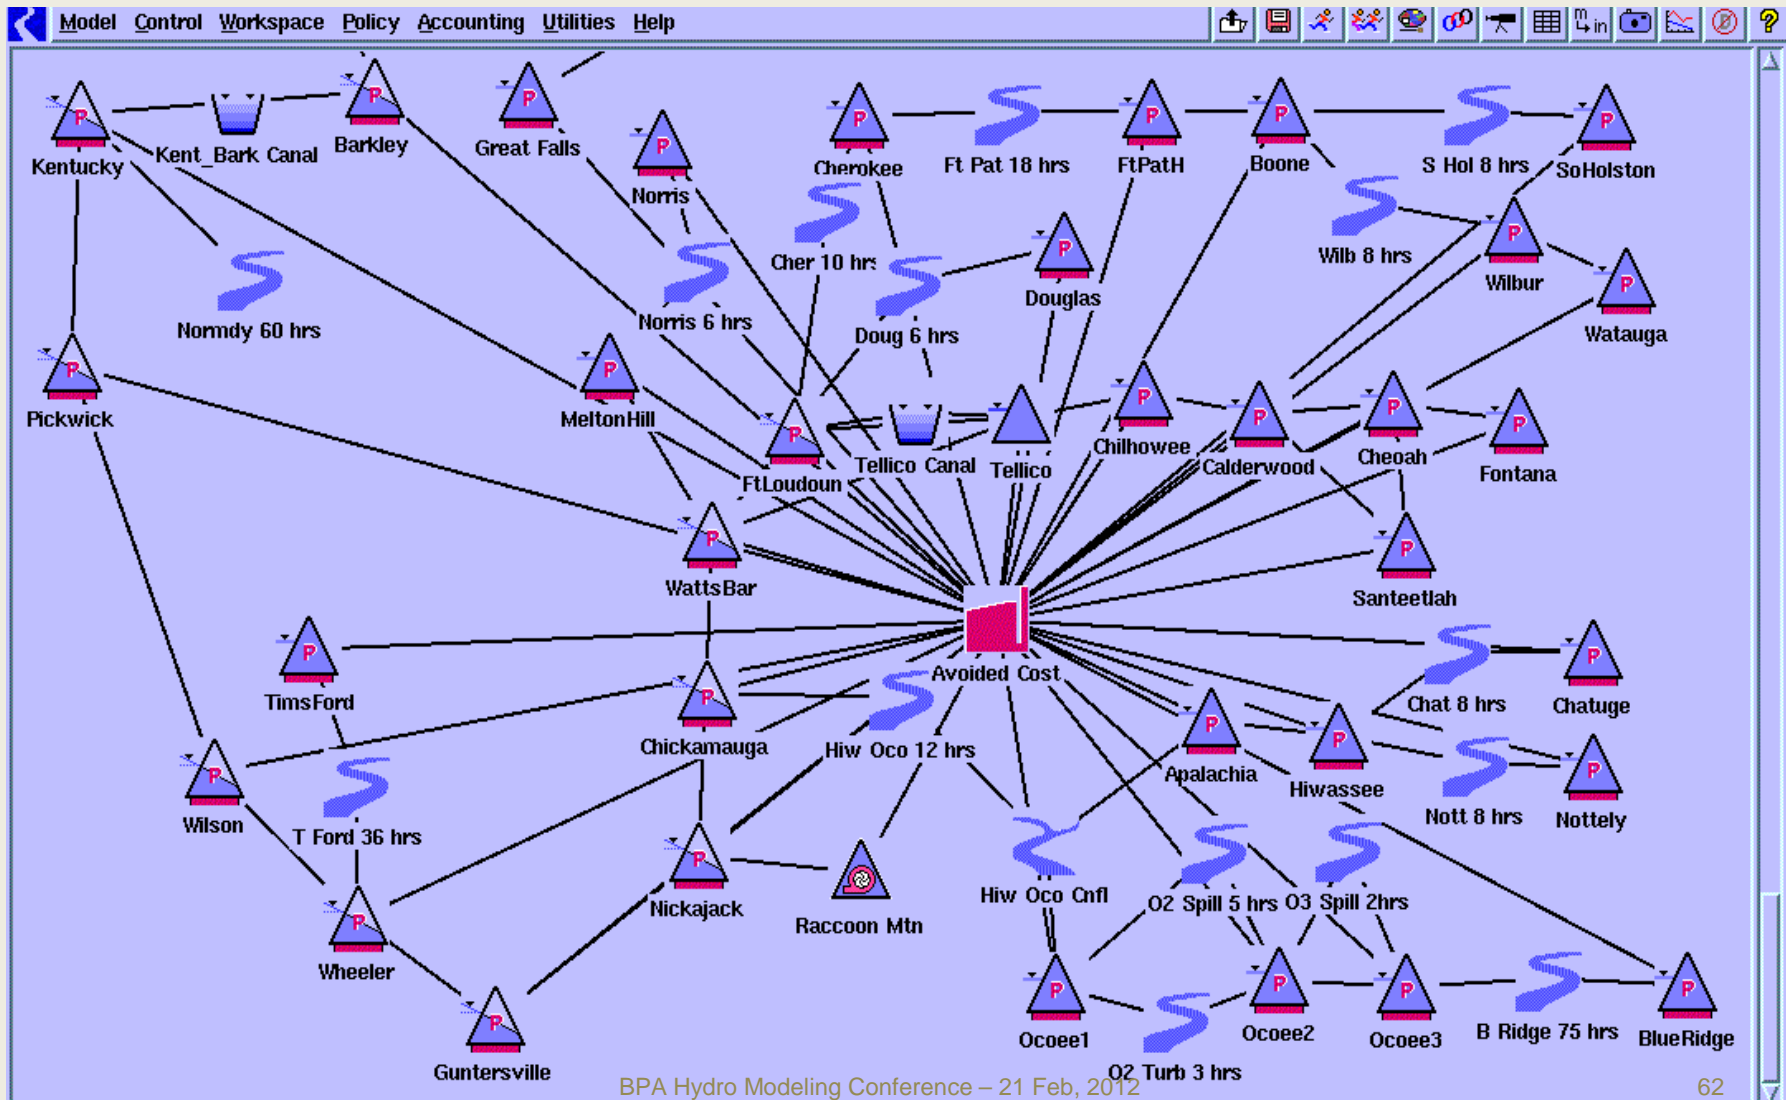 Model Control Workspace Policy Accounting Utilities Help
m in ?
P Kentucky
Kent_Bark Canal
P Barkley
P Great Falls
P Norris
P Cherokee
Ft Pat 18 hrs
P FtPatH
P Boone
S Hol 8 hrs
P SoHolston
Normdy 60 hrs
Norris 6 hrs
Cher 10 hrs
Doug 6 hrs
P Douglas
Wilb 8 hrs
P Wilbur
P Watauga
P Pickwick
P MeltonHill
P FtLoudoun
Tellico Canal
Tellico
P Chilhowee
P Calderwood
P Cheoah
P Fontana
P WattsBar
P Santeetlah
P TimsFord
P Chickamauga
Hiw Oco 12 hrs
Avoided Cost
P Apalachia
P Hiwassee
Chat 8 hrs
P Chatuge
P Wilson
T Ford 36 hrs
Nott 8 hrs
P Nottely
P Nickajack
Raccoon Mtn
Hiw Oco Cnfl
O2 Spill 5 hrs
O3 Spill 2hrs
P Wheeler
P Guntersville
P Ocoee1
O2 Turb 3 hrs
P Ocoee2
P Ocoee3
B Ridge 75 hrs
P BlueRidge
BPA Hydro Modeling Conference – 21 Feb, 2012
62